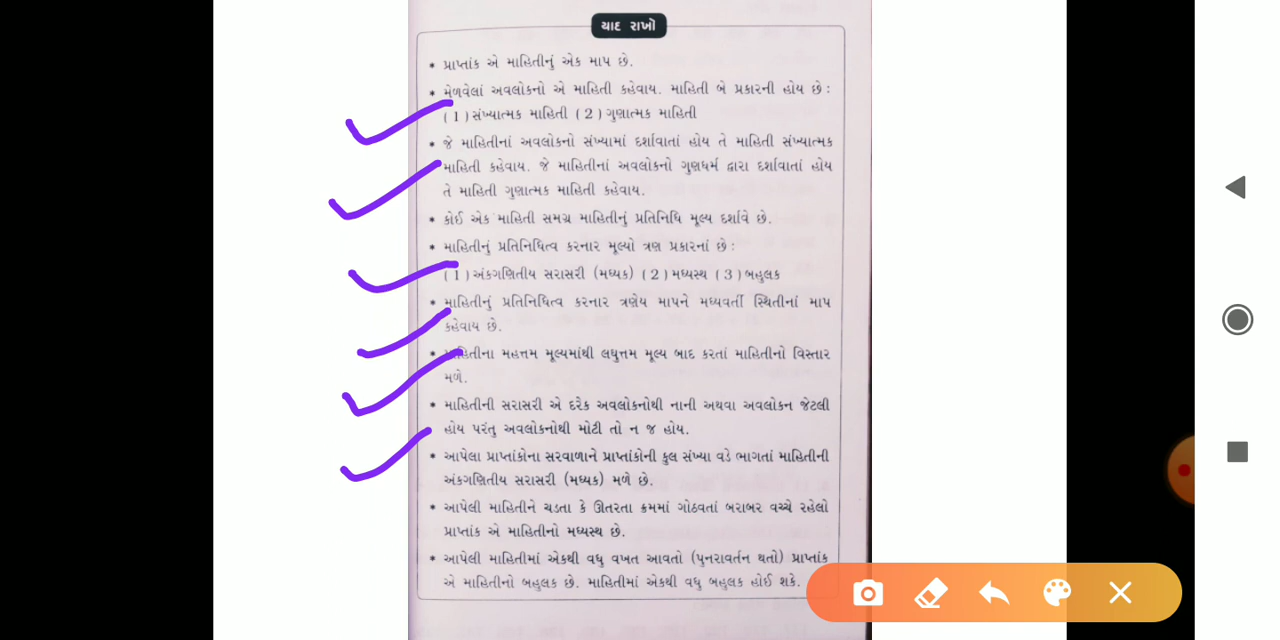 યાદ રાખો
* પ્રાપ્તાંક એ માહિતીનું એક માપ છે.
* મેળવેલાં અવલોકનો એ માહિતી કહેવાય. માહિતી બે પ્રકારની હોય છે :
(1) સંખ્યાત્મક માહિતી (2) ગુણાત્મક માહિતી
* જે માહિતીનાં અવલોકનો સંખ્યામાં દર્શાવાતાં હોય તે માહિતી સંખ્યાત્મક
માહિતી કહેવાય. જે માહિતીનાં અવલોકનો ગુણધર્મ દ્વારા દર્શાવાતાં હોય
તે માહિતી ગુણાત્મક માહિતી કહેવાય.
* કોઈ એક માહિતી સમગ્ર માહિતીનું પ્રતિનિધિ મૂલ્ય દર્શાવે છે.
* માહિતીનું પ્રતિનિધિત્વ કરનાર મૂલ્યો ત્રણ પ્રકારનાં છે :
(1) અંકગણિતીય સરાસરી (મધ્યક) (2) મધ્યસ્થ (3) બહુલક
* માહિતીનું પ્રતિનિધિત્વ કરનાર ત્રણેય માપને મધ્યવર્તી સ્થિતીનાં માપ
કહેવાય છે.
* માહિતીના મહત્તમ મૂલ્યમાંથી લઘુત્તમ મૂલ્ય બાદ કરતાં માહિતીનો વિસ્તાર
મળે.
* માહિતીની સરાસરી એ દરેક અવલોકનોથી નાની અથવા અવલોકન જેટલી
હોય પરંતુ અવલોકનોથી મોટી તો ન જ હોય.
* આપેલા પ્રાપ્તાંકોના સરવાળાને પ્રાપ્તાંકોની કુલ સંખ્યા વડે ભાગતાં માહિતીની
અંકગણિતીય સરાસરી (મધ્યક) મળે છે.
* આપેલી માહિતીને ચડતા કે ઊતરતા ક્રમમાં ગોઠવતાં બરાબર વચ્ચે રહેલો
પ્રાપ્તાંક એ માહિતીનો મધ્યસ્થ છે.
* આપેલી માહિતીમાં એકથી વધુ વખત આવતો (પુનરાવર્તન થતો) પ્રાપ્તાંક
એ માહિતીનો બહુલક છે. માહિતીમાં એકથી વધુ બહુલક હોઈ શકે.